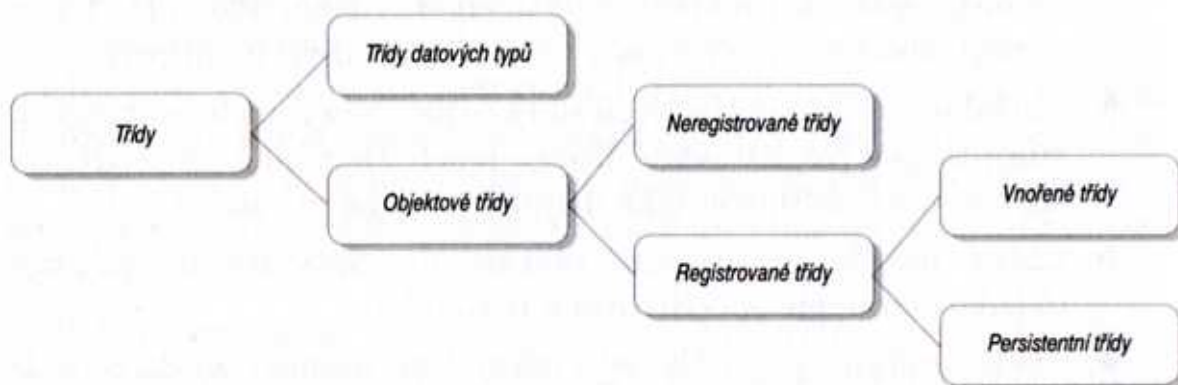 Třídy datových typů
Třídy
Neregistrované třídy
Objektové třídy
Vnořené třídy
Registrované třídy
Persistentní třídy